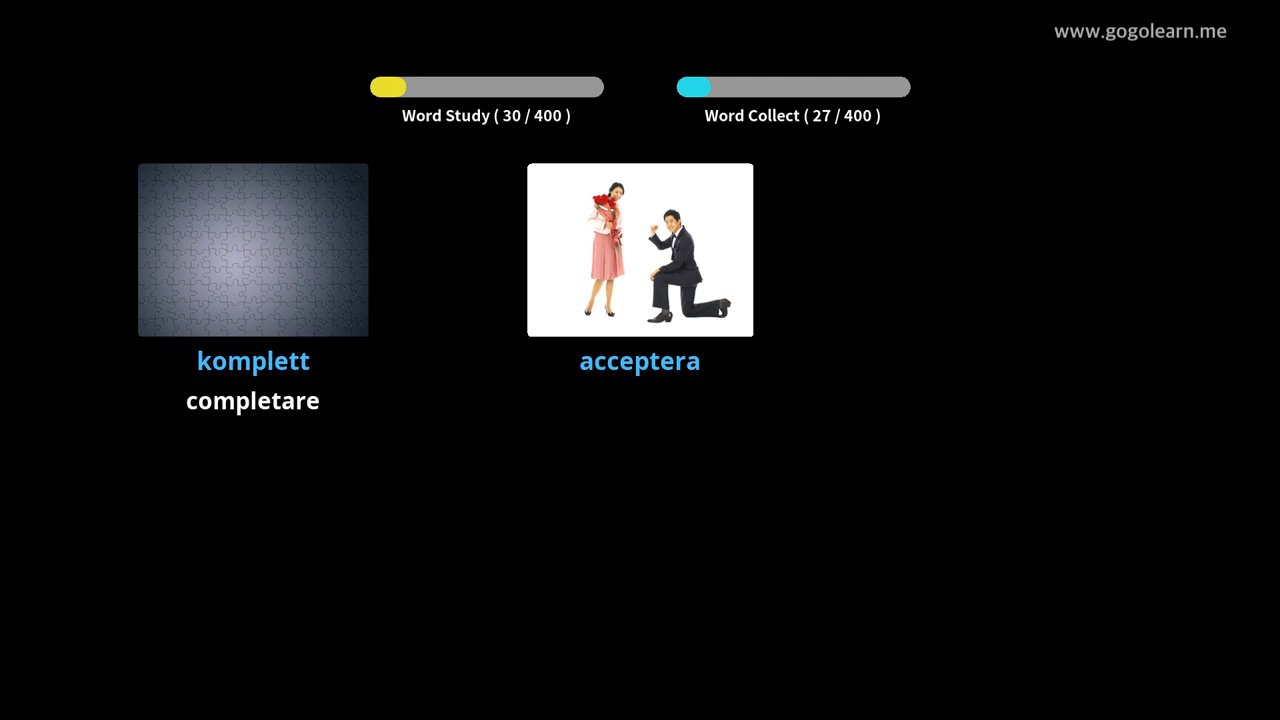 www.gogolearn.me
Word Study ( 30 / 400 )
Word Collect ( 27 / 400 )
komplett
completare
acceptera